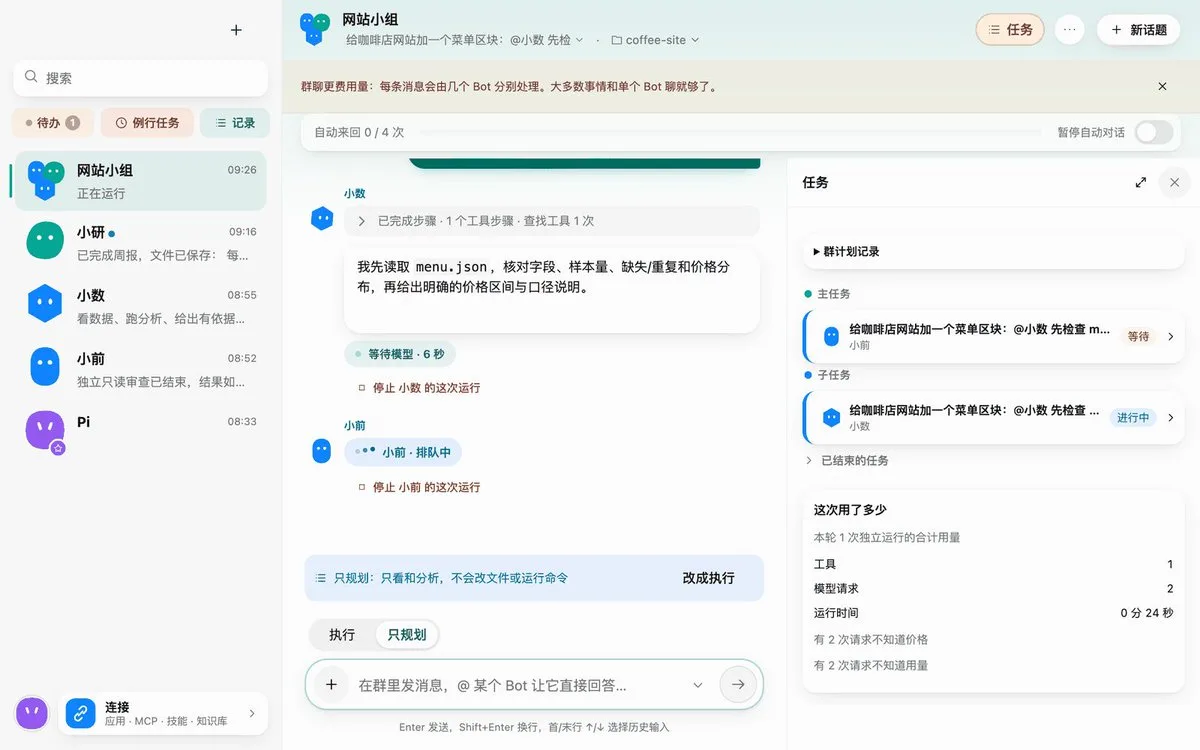 搜索
待办 1
例行任务
记录
网站小组
09:26
正在运行
小研
09:16
已完成周报，文件已保存： 每...
小数
08:55
看数据、跑分析、给出有依据...
小前
08:52
独立只读审查已结束，结果如...
Pi
08:33
连接
应用 · MCP · 技能 · 知识库
网站小组
给咖啡店网站加一个菜单区块：@小数 先检
·
coffee-site
任务
···
新话题
群聊更费用量：每条消息会由几个 Bot 分别处理。大多数事情和单个 Bot 聊就够了。
自动来回 0 / 4 次
暂停自动对话
小数
已完成步骤 · 1 个工具步骤 · 查找工具 1 次
我先读取 menu.json，核对字段、样本量、缺失/重复和价格分
布，再给出明确的价格区间与口径说明。
等待模型 · 6 秒
停止 小数 的这次运行
小前
小前 · 排队中
停止 小前 的这次运行
只规划：只看和分析，不会改文件或运行命令
改成执行
执行
只规划
在群里发消息，@ 某个 Bot 让它直接回答...
Enter 发送，Shift+Enter 换行，首/末行 ↑/↓ 选择历史输入
任务
群计划记录
主任务
给咖啡店网站加一个菜单区块：@小数 先检查 m...
小前
等待
子任务
给咖啡店网站加一个菜单区块：@小数 先检查 ...
小数
进行中
已结束的任务
这次用了多少
本轮 1 次独立运行的合计用量
工具 1
模型请求 2
运行时间 0 分 24 秒
有 2 次请求不知道价格
有 2 次请求不知道用量